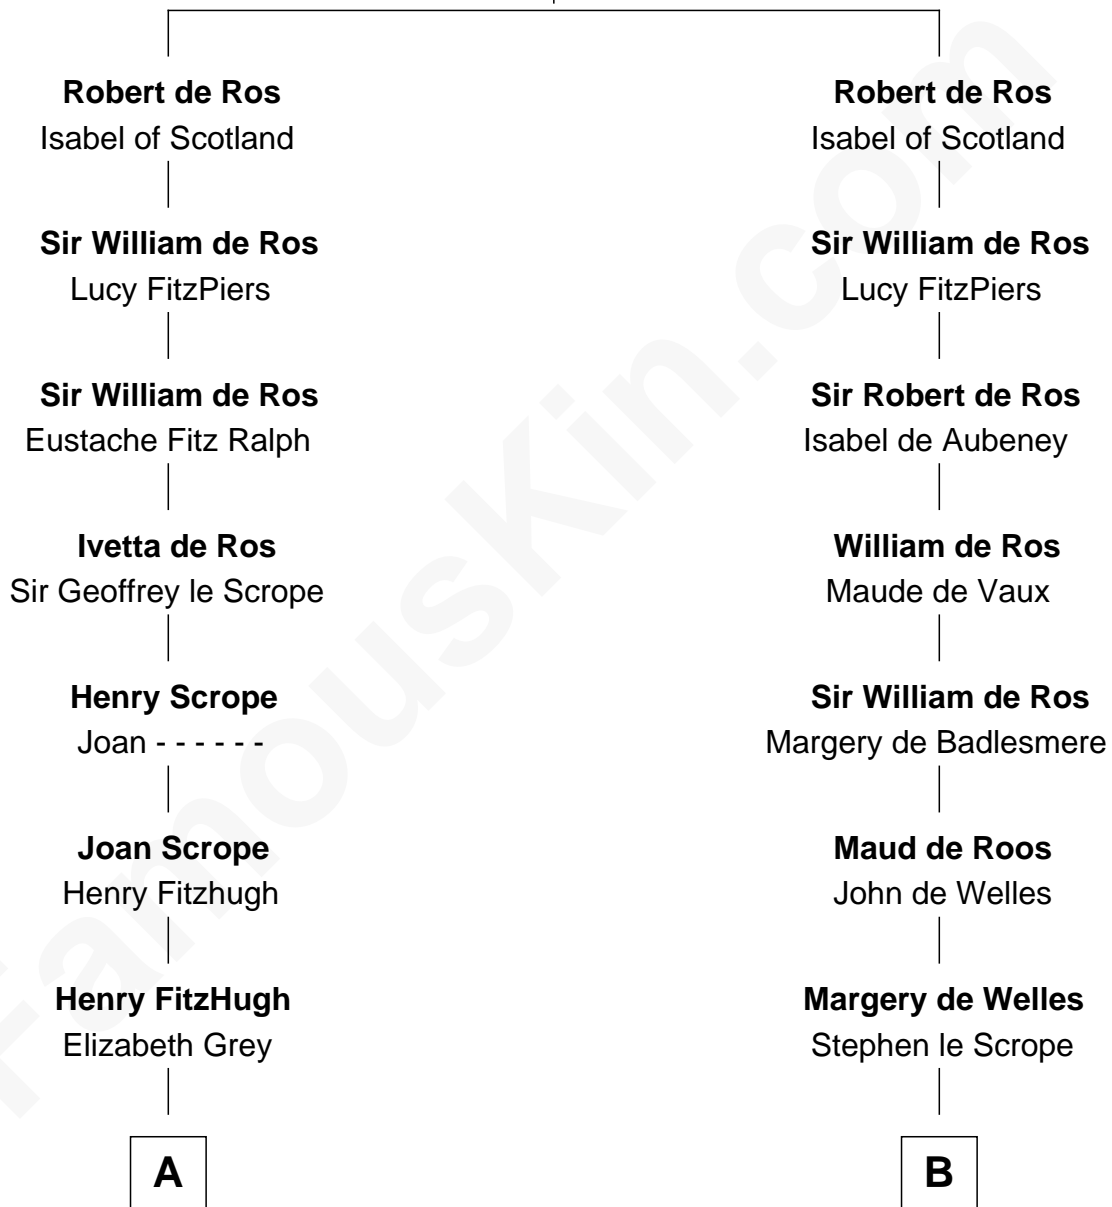 Robert de Ros
Isabel of Scotland
Sir William de Ros
Lucy FitzPiers
Sir William de Ros
Eustache Fitz Ralph
Ivetta de Ros
Sir Geoffrey le Scrope
Henry Scrope
Joan - - - - - -
Joan Scrope
Henry Fitzhugh
Henry FitzHugh
Elizabeth Grey
A
Robert de Ros
Isabel of Scotland
Sir William de Ros
Lucy FitzPiers
Sir Robert de Ros
Isabel de Aubeney
William de Ros
Maude de Vaux
Sir William de Ros
Margery de Badlesmere
Maud de Roos
John de Welles
Margery de Welles
Stephen le Scrope
B
FamousKin.com